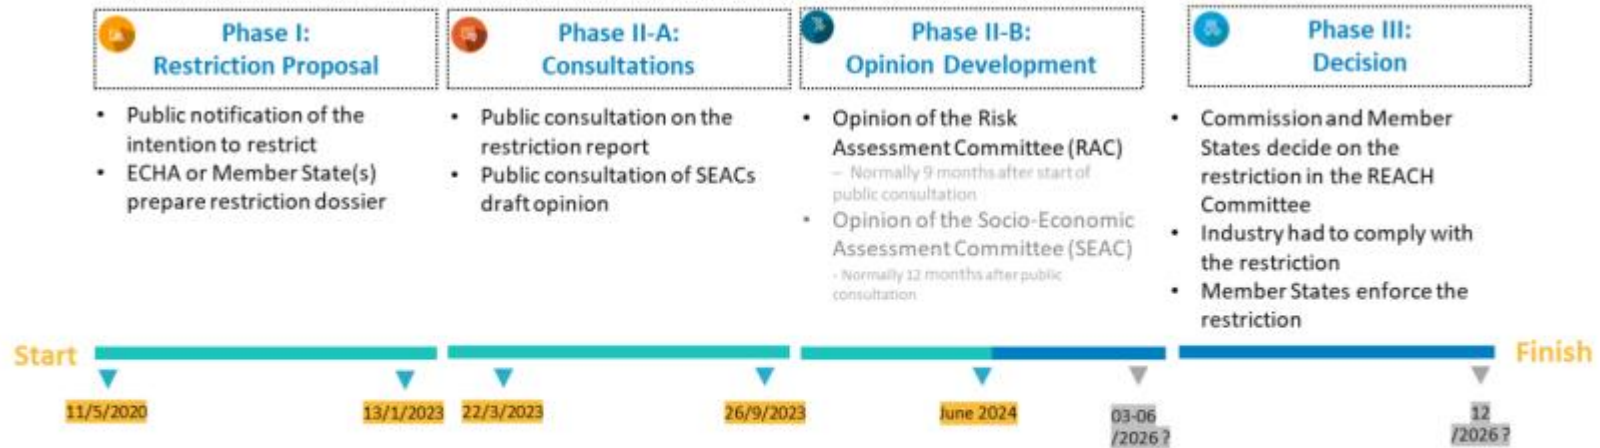 Phase I:
Restriction Proposal
• Public notification of the
intention to restrict
• ECHA or Member State(s)
prepare restriction dossier
Phase II-A:
Consultations
• Public consultation on the
restriction report
• Public consultation of SEACs
draft opinion
Phase II-B:
Opinion Development
• Opinion of the Risk
Assessment Committee (RAC)
– Normally 9 months after start of
public consultation
• Opinion of the Socio-Economic
Assessment Committee (SEAC)
- Normally 12 months after public
consultation
Phase III:
Decision
• Commission and Member
States decide on the
restriction in the REACH
Committee
• Industry had to comply with
the restriction
• Member States enforce the
restriction
Start
Finish
11/5/2020
13/1/2023
22/3/2023
26/9/2023
June 2024
03-06
/2026 ?
12
/2026 ?